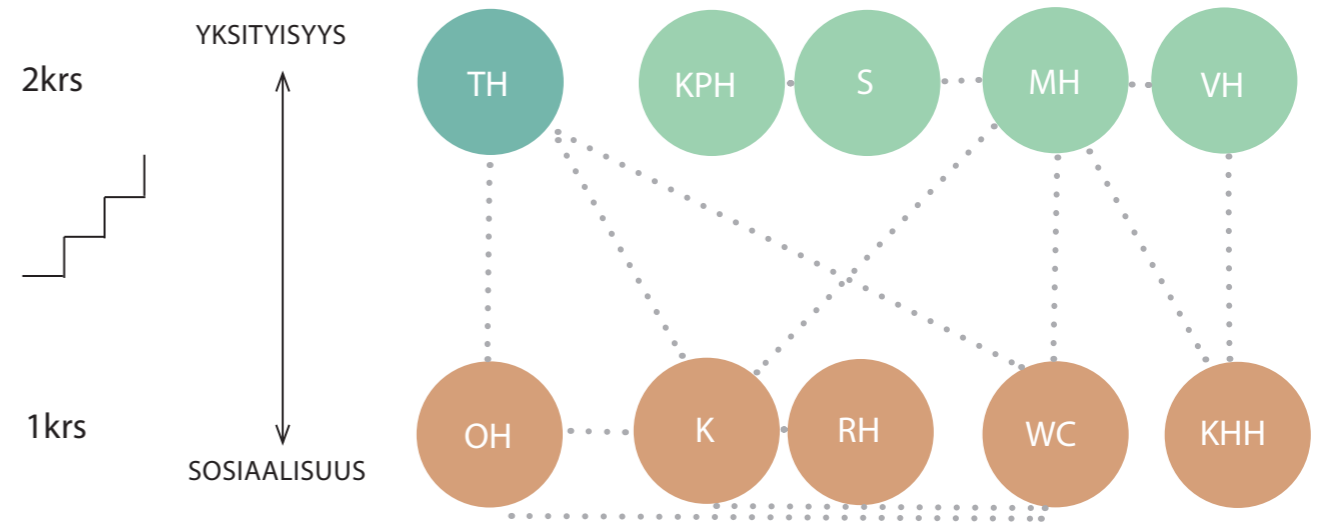 YKSITYISYYS
2krs
TH
KPH
S
MH
VH
1krs
OH
K
RH
WC
KHH
SOSIAALISUUS